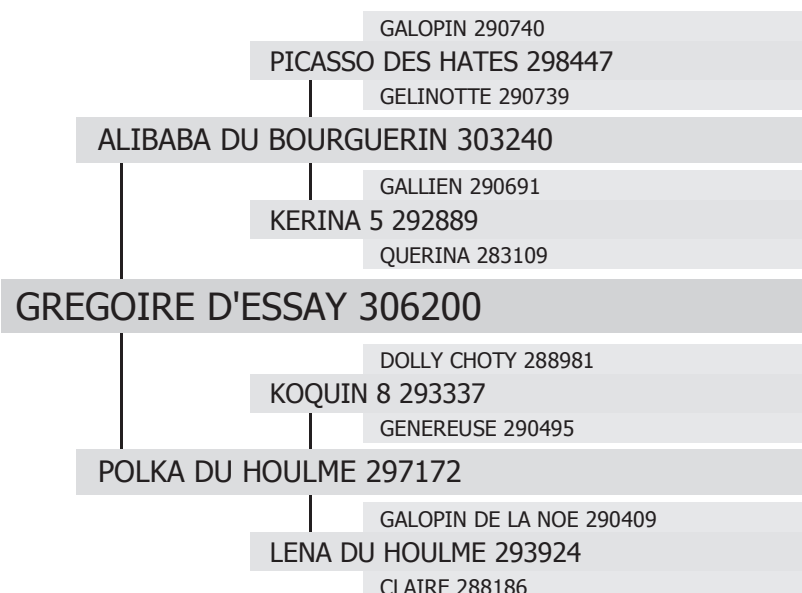 GALOPIN 290740
PICASSO DES HATES 298447
GELINOTTE 290739
ALIBABA DU BOURGUERIN 303240
GALLIEN 290691
KERINA 5 292889
QUERINA 283109
GREGOIRE D'ESSAY 306200
DOLLY CHOTY 288981
KOQUIN 8 293337
GENEREUSE 290495
POLKA DU HOULME 297172
GALOPIN DE LA NOE 290409
LENA DU HOULME 293924
CLAIRE 288186